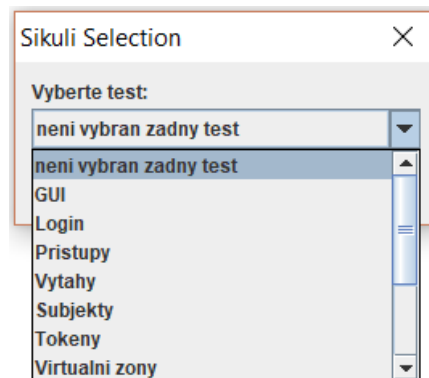 Sikuli Selection
Vyberte test:
neni vybran zadny test
neni vybran zadny test
GUI
Login
Pristupy
Vytahy
Subjekty
Tokeny
Virtualni zony